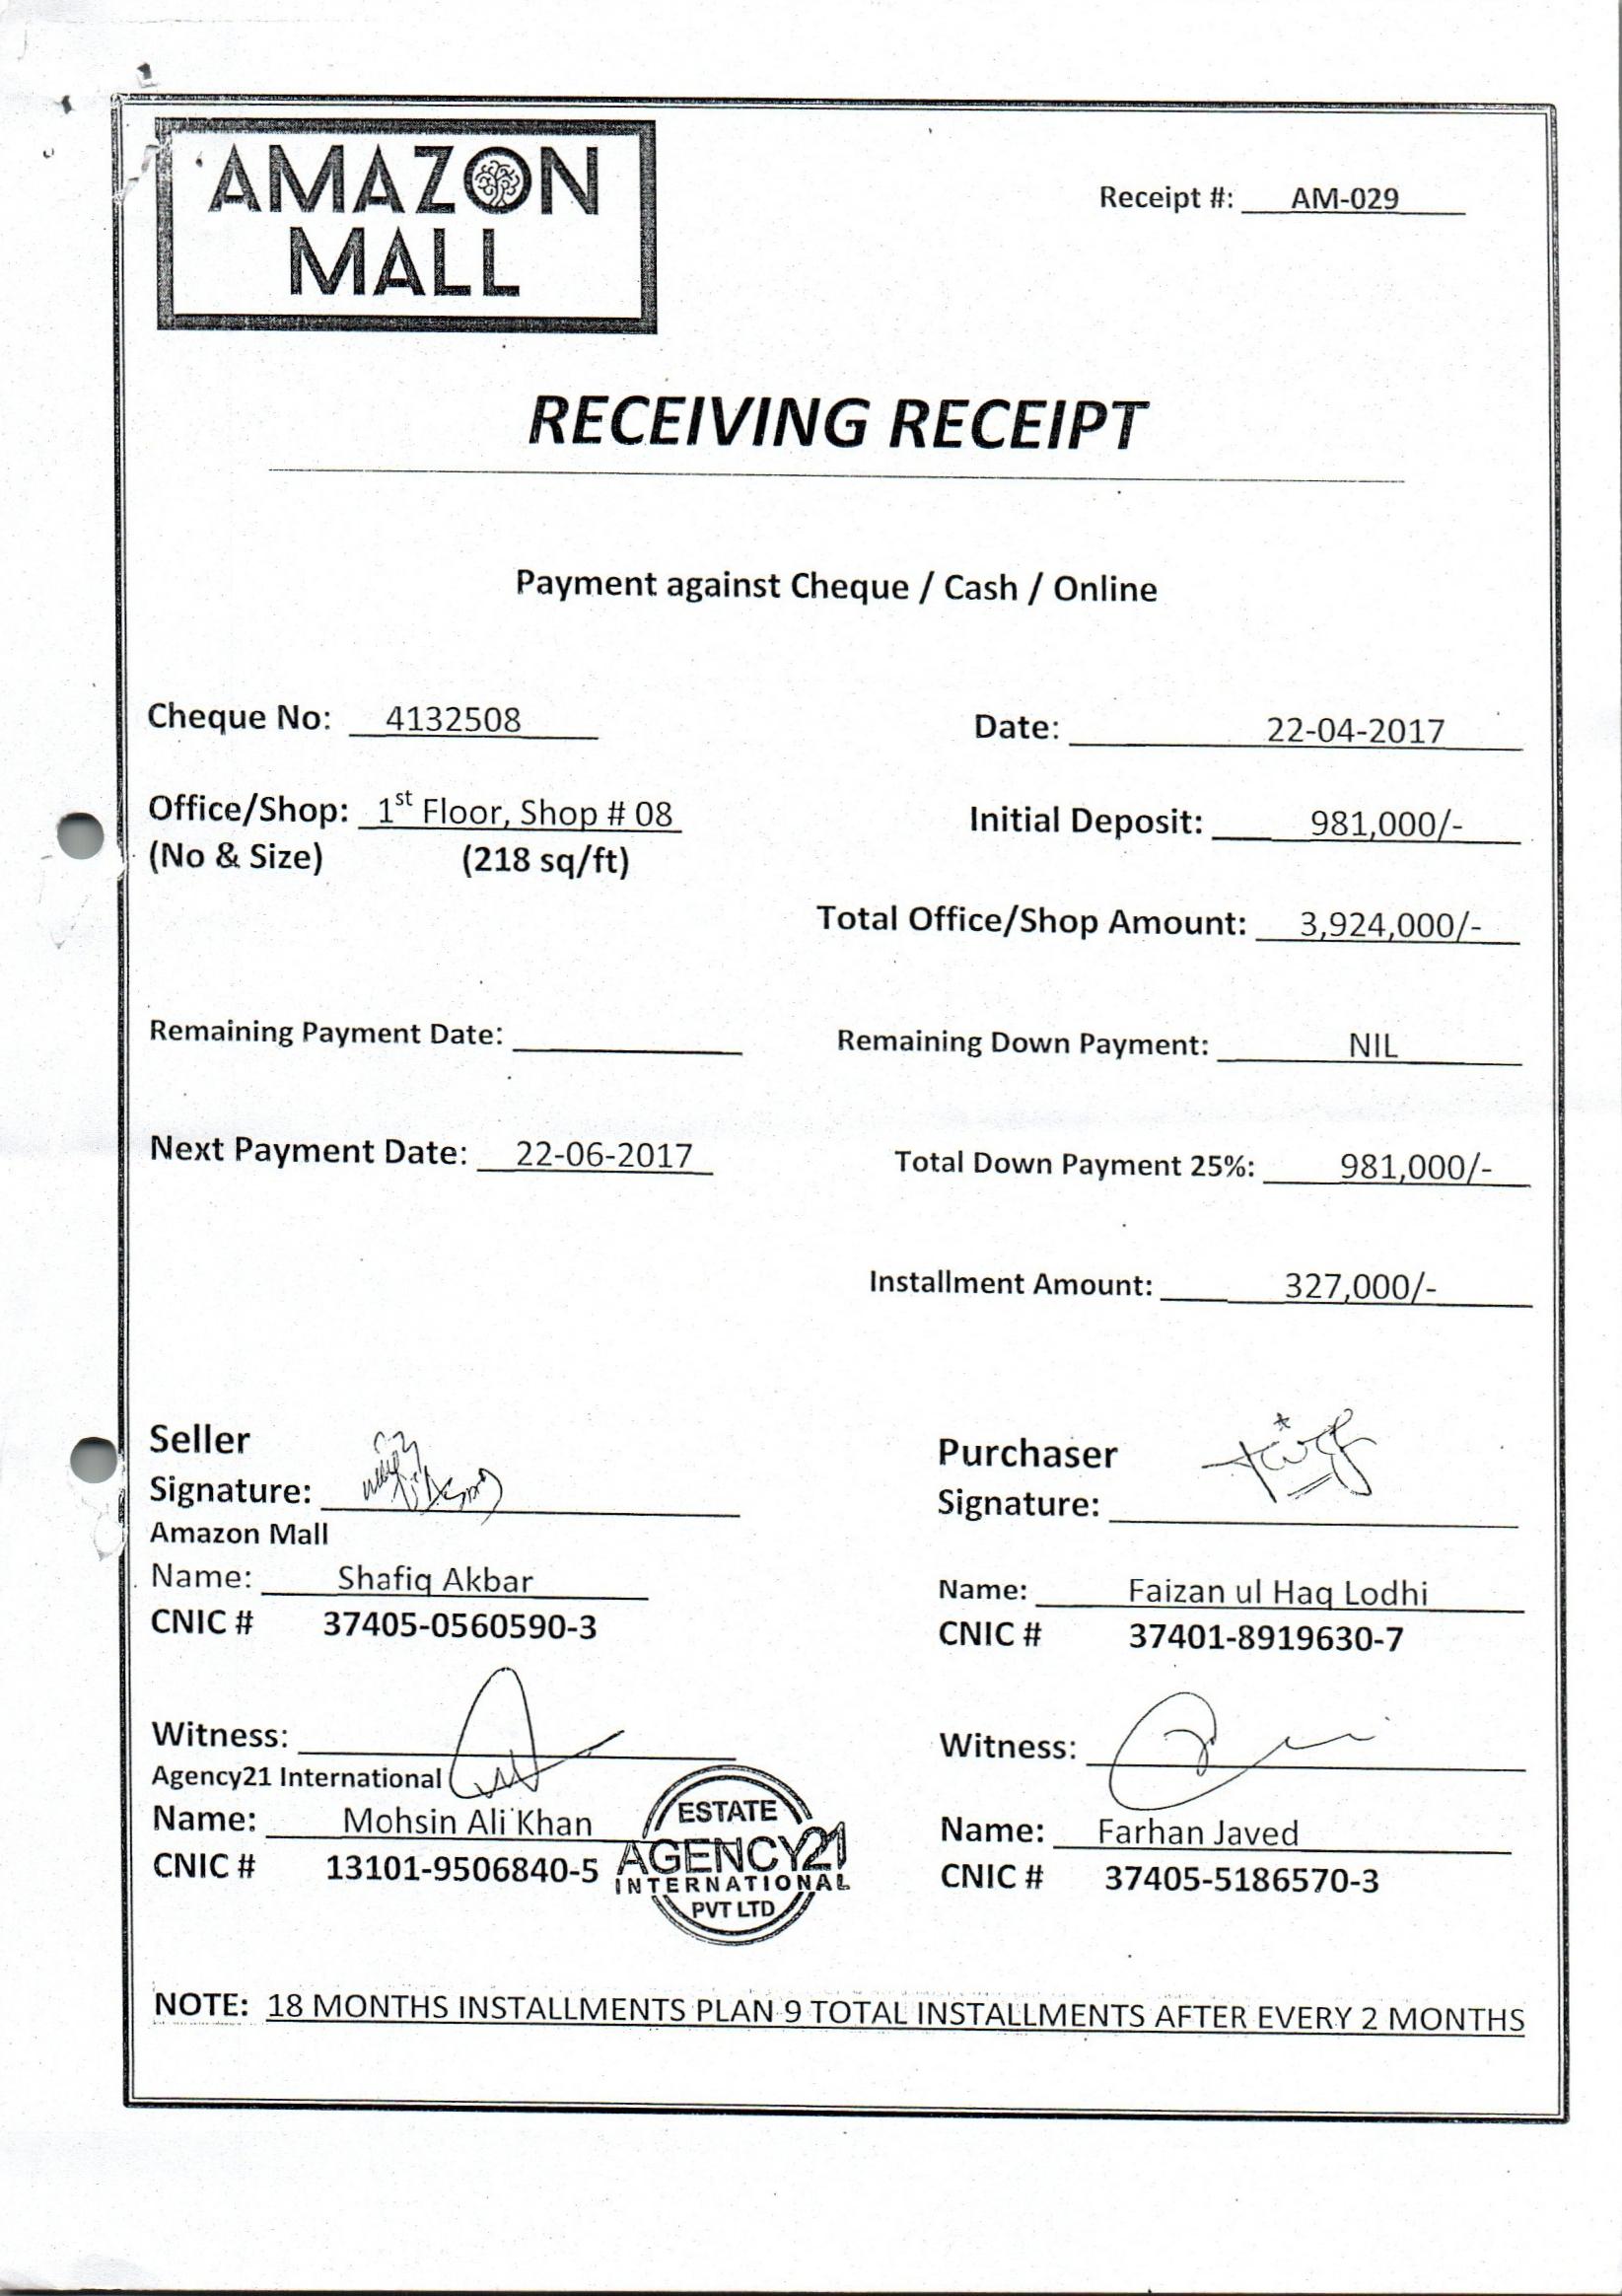 AMAZON
MALL
Receipt #: AM-029
RECEIVING RECEIPT
Payment against Cheque / Cash / Online
Cheque No: 4132508
Date: 22-04-2017
Office/Shop: 1st Floor, Shop # 08
(No & Size) (218 sq/ft)
Initial Deposit: 981,000/-
Total Office/Shop Amount: 3,924,000/-
Remaining Payment Date:
Remaining Down Payment: NIL
Next Payment Date: 22-06-2017
Total Down Payment 25%: 981,000/-
Installment Amount: 327,000/-
Seller
Signature:
Amazon Mall
Name: Shafiq Akbar
CNIC # 37405-0560590-3
Purchaser
Signature:
Name: Faizan ul Haq Lodhi
CNIC # 37401-8919630-7
Witness:
Agency21 International
Name: Mohsin Ali Khan
CNIC # 13101-9506840-5
ESTATE
AGENCY21
INTERNATIONAL
PVT LTD
Witness:
Name: Farhan Javed
CNIC # 37405-5186570-3
NOTE: 18 MONTHS INSTALLMENTS PLAN 9 TOTAL INSTALLMENTS AFTER EVERY 2 MONTHS